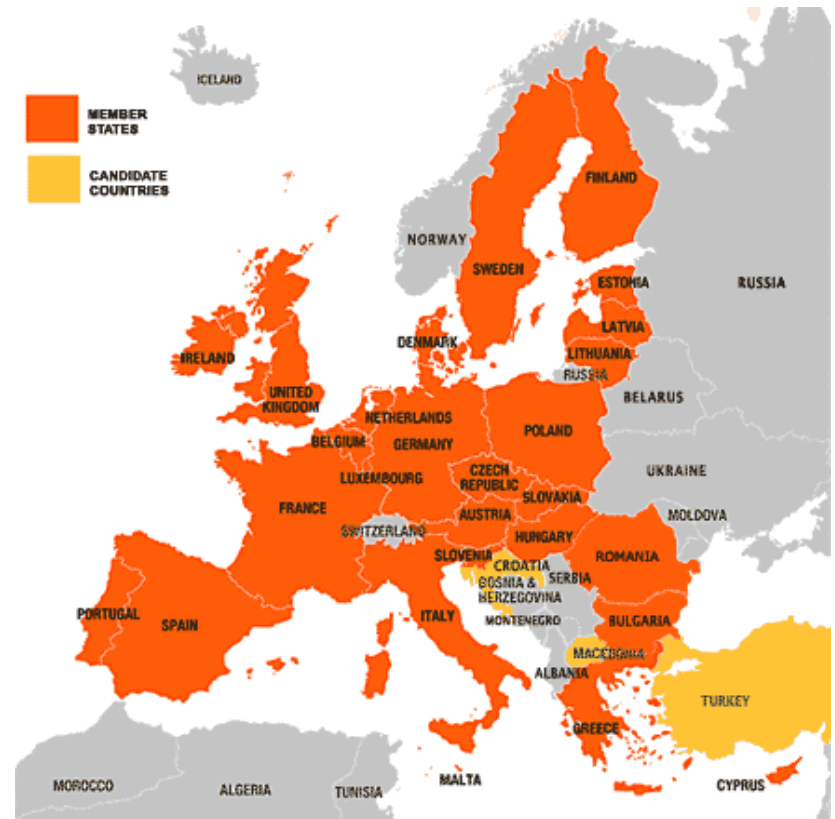 ICELAND
MEMBER
STATES
CANDIDATE
COUNTRIES
FINLAND
NORWAY
SWEDEN
ESTONIA
RUSSIA
LATVIA
DENMARK
LITHUANIA
IRELAND
RUSSIA
UNITED
KINGDOM
BELARUS
NETHERLANDS
POLAND
BELGIUM
GERMANY
CZECH
REPUBLIC
UKRAINE
LUXEMBOURG
SLOVAKIA
FRANCE
AUSTRIA
MOLDOVA
SWITZERLAND
HUNGARY
SLOVENIA
ROMANIA
CROATIA
BOSNIA &
HERZEGOVINA
SERBIA
PORTUGAL
SPAIN
ITALY
MONTENEGRO
BULGARIA
MACEDONIA
ALBANIA
TURKEY
GREECE
MOROCCO
ALGERIA
TUNISIA
MALTA
CYPRUS